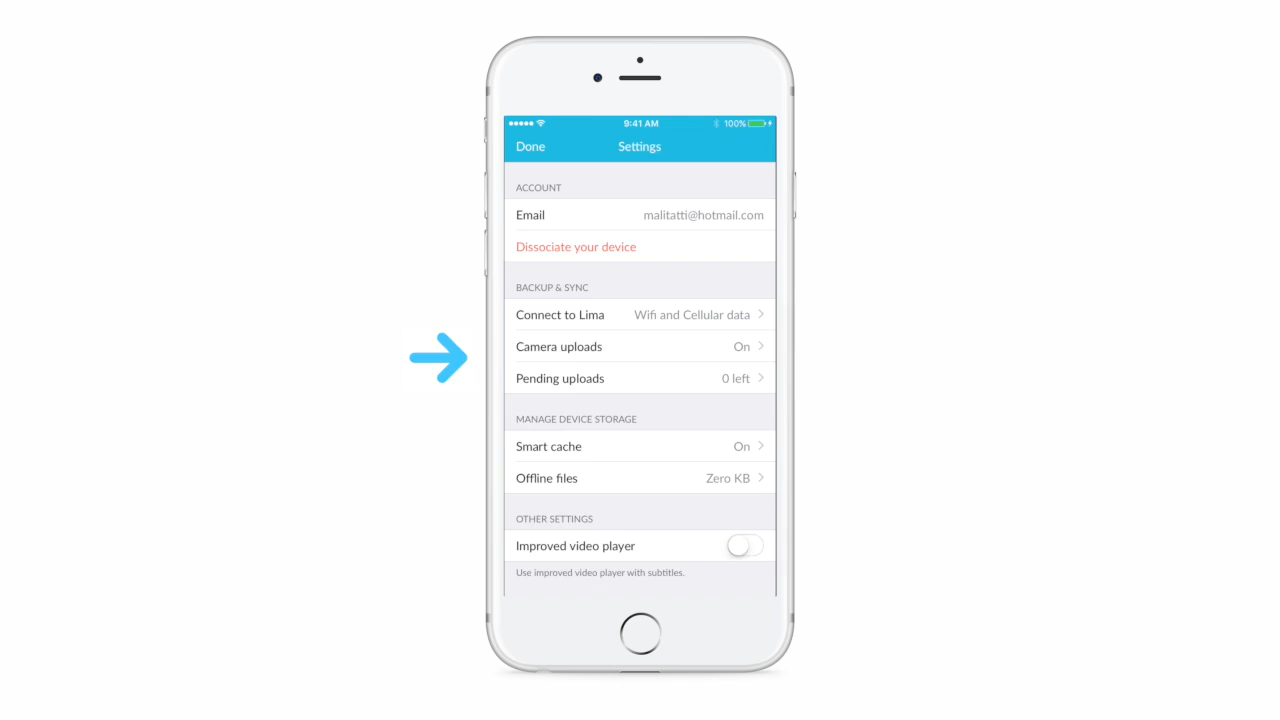 9:41 AM 100%
Done Settings
ACCOUNT
Email malitatti@hotmail.com
Dissociate your device
BACKUP & SYNC
Connect to Lima Wifi and Cellular data
Camera uploads On
Pending uploads 0 left
MANAGE DEVICE STORAGE
Smart cache On
Offline files Zero KB
OTHER SETTINGS
Improved video player
Use improved video player with subtitles.